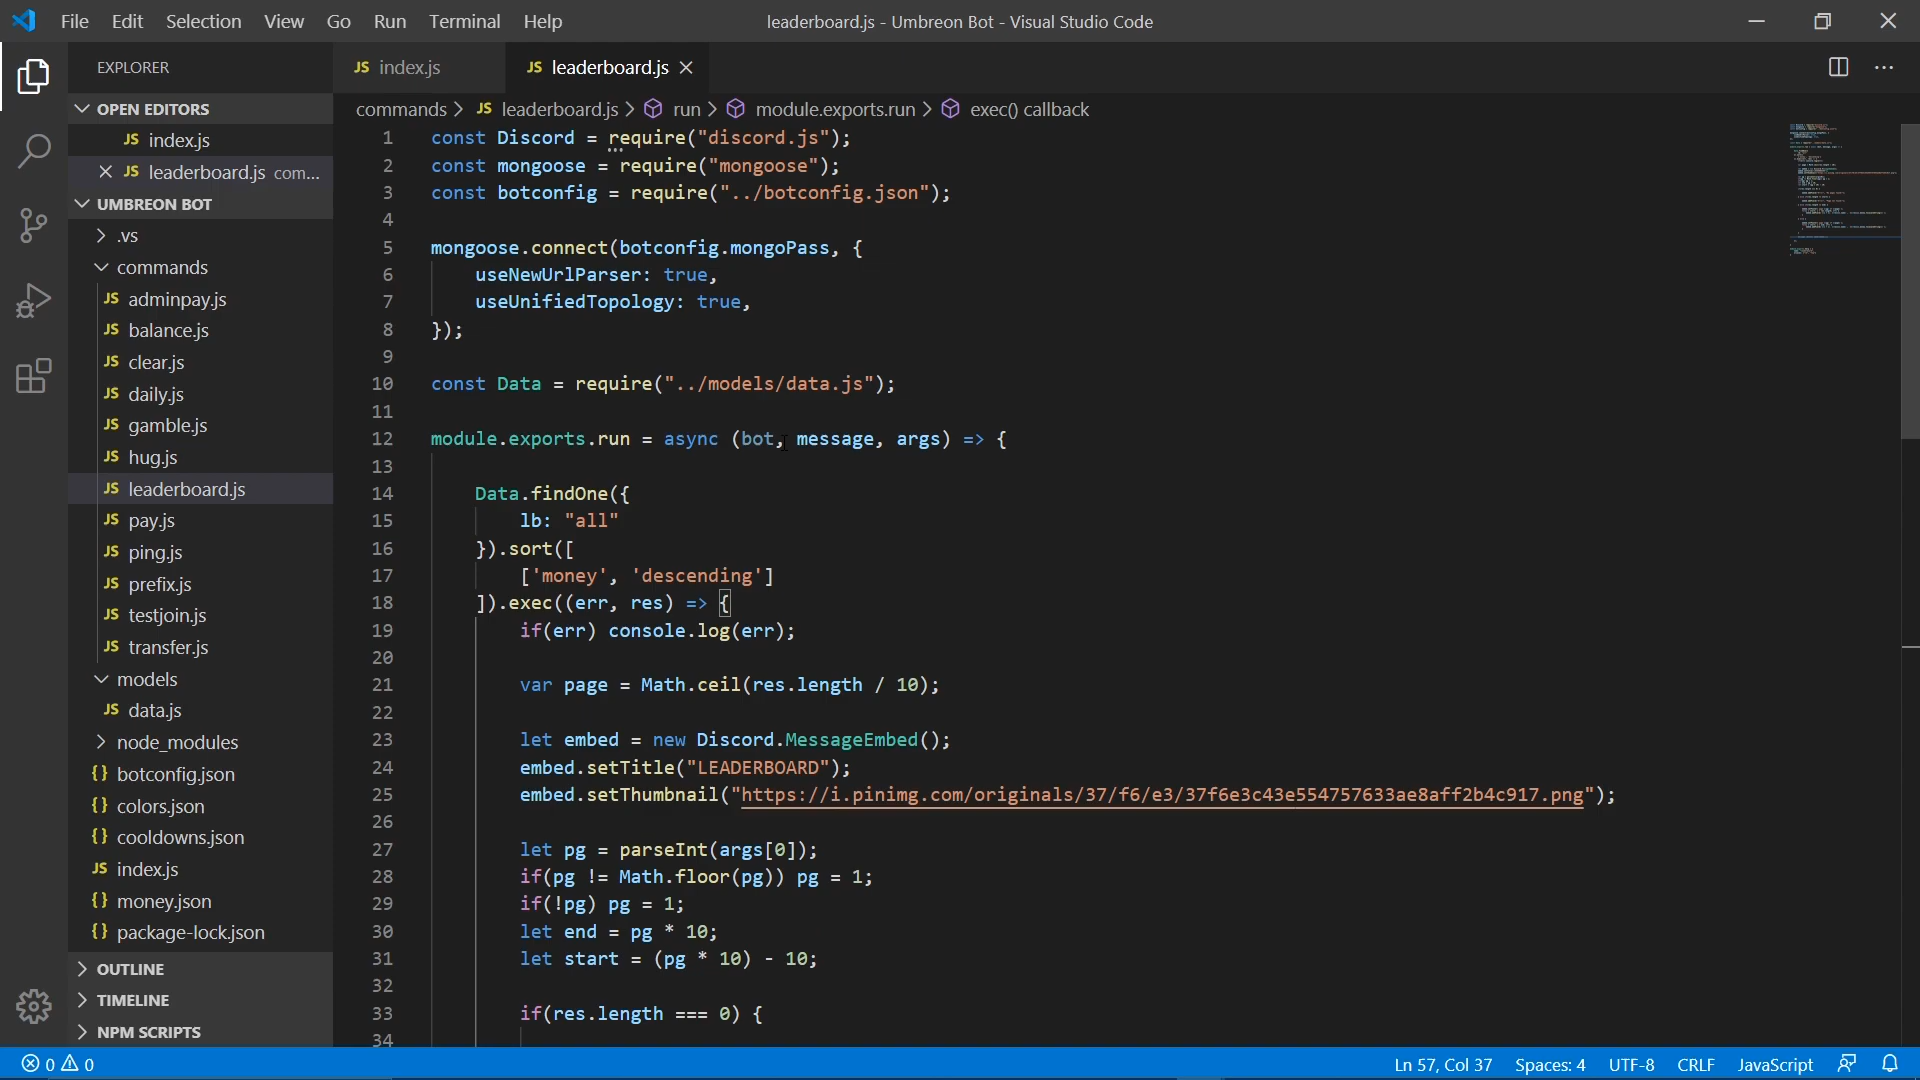 File Edit Selection View Go Run Terminal Help
leaderboard.js - Umbreon Bot - Visual Studio Code
EXPLORER
OPEN EDITORS
JS index.js
JS leaderboard.js com...
UMBREON BOT
.vs
commands
JS adminpay.js
JS balance.js
JS clear.js
JS daily.js
JS gamble.js
JS hug.js
JS leaderboard.js
JS pay.js
JS ping.js
JS prefix.js
JS testjoin.js
JS transfer.js
models
JS data.js
node_modules
{} botconfig.json
{} colors.json
{} cooldowns.json
JS index.js
{} money.json
{} package-lock.json
OUTLINE
TIMELINE
NPM SCRIPTS
JS index.js
JS leaderboard.js
commands > JS leaderboard.js > run > module.exports.run > exec() callback
1 const Discord = require("discord.js");
2 const mongoose = require("mongoose");
3 const botconfig = require("../botconfig.json");
4
5 mongoose.connect(botconfig.mongoPass, {
6 useNewUrlParser: true,
7 useUnifiedTopology: true,
8 });
9
10 const Data = require("../models/data.js");
11
12 module.exports.run = async (bot, message, args) => {
13
14 Data.findOne({
15 lb: "all"
16 }).sort([
17 ['money', 'descending']
18 ]).exec((err, res) => {
19 if(err) console.log(err);
20
21 var page = Math.ceil(res.length / 10);
22
23 let embed = new Discord.MessageEmbed();
24 embed.setTitle("LEADERBOARD");
25 embed.setThumbnail("https://i.pinimg.com/originals/37/f6/e3/37f6e3c43e554757633ae8aff2b4c917.png");
26
27 let pg = parseInt(args[0]);
28 if(pg != Math.floor(pg)) pg = 1;
29 if(!pg) pg = 1;
30 let end = pg * 10;
31 let start = (pg * 10) - 10;
32
33 if(res.length === 0) {
34
0 0
Ln 57, Col 37 Spaces: 4 UTF-8 CRLF JavaScript